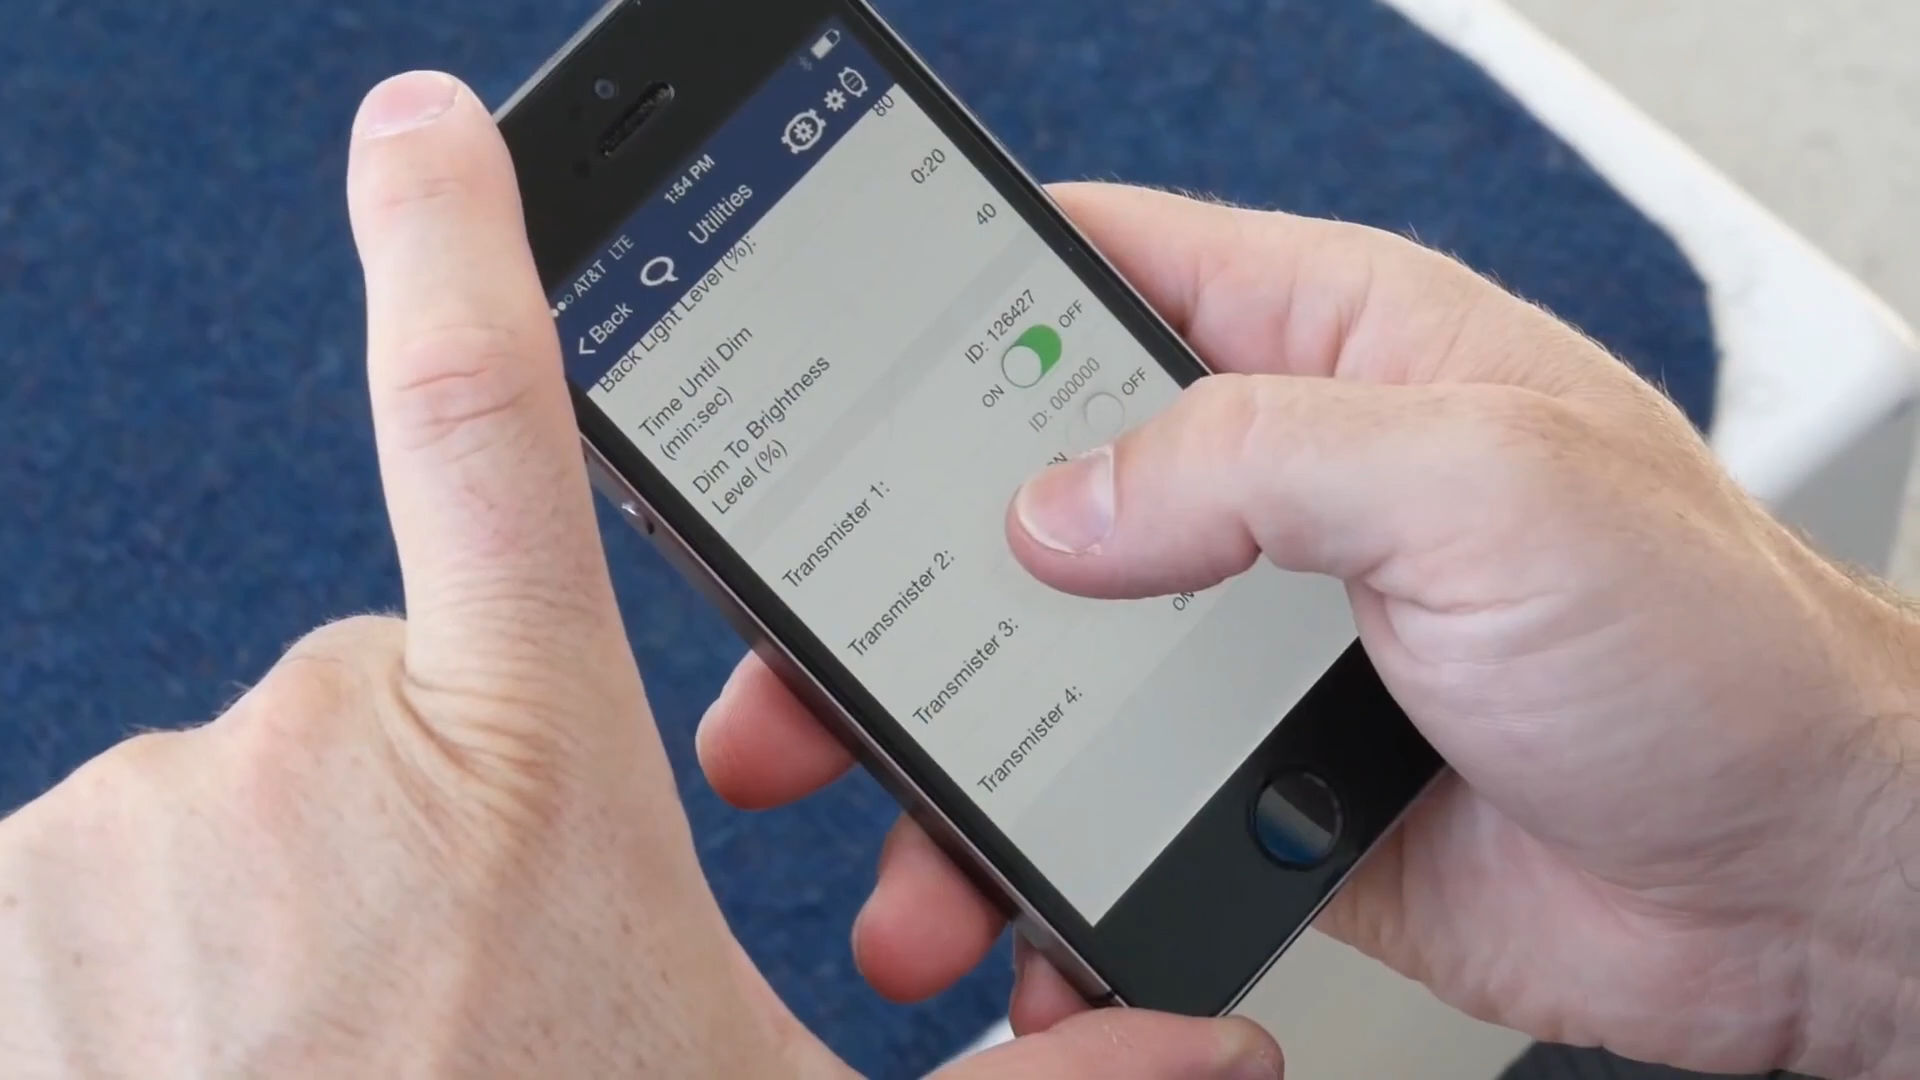 AT&T LTE 1:54 PM
Back Utilities
Back Light Level (%): 80
Time Until Dim 0:20
(min:sec)
Dim To Brightness 40
Level (%)
Transmister 1: ID: 126427
ON OFF
Transmister 2: ID: 000000
OFF
Transmister 3:
ON
Transmister 4: